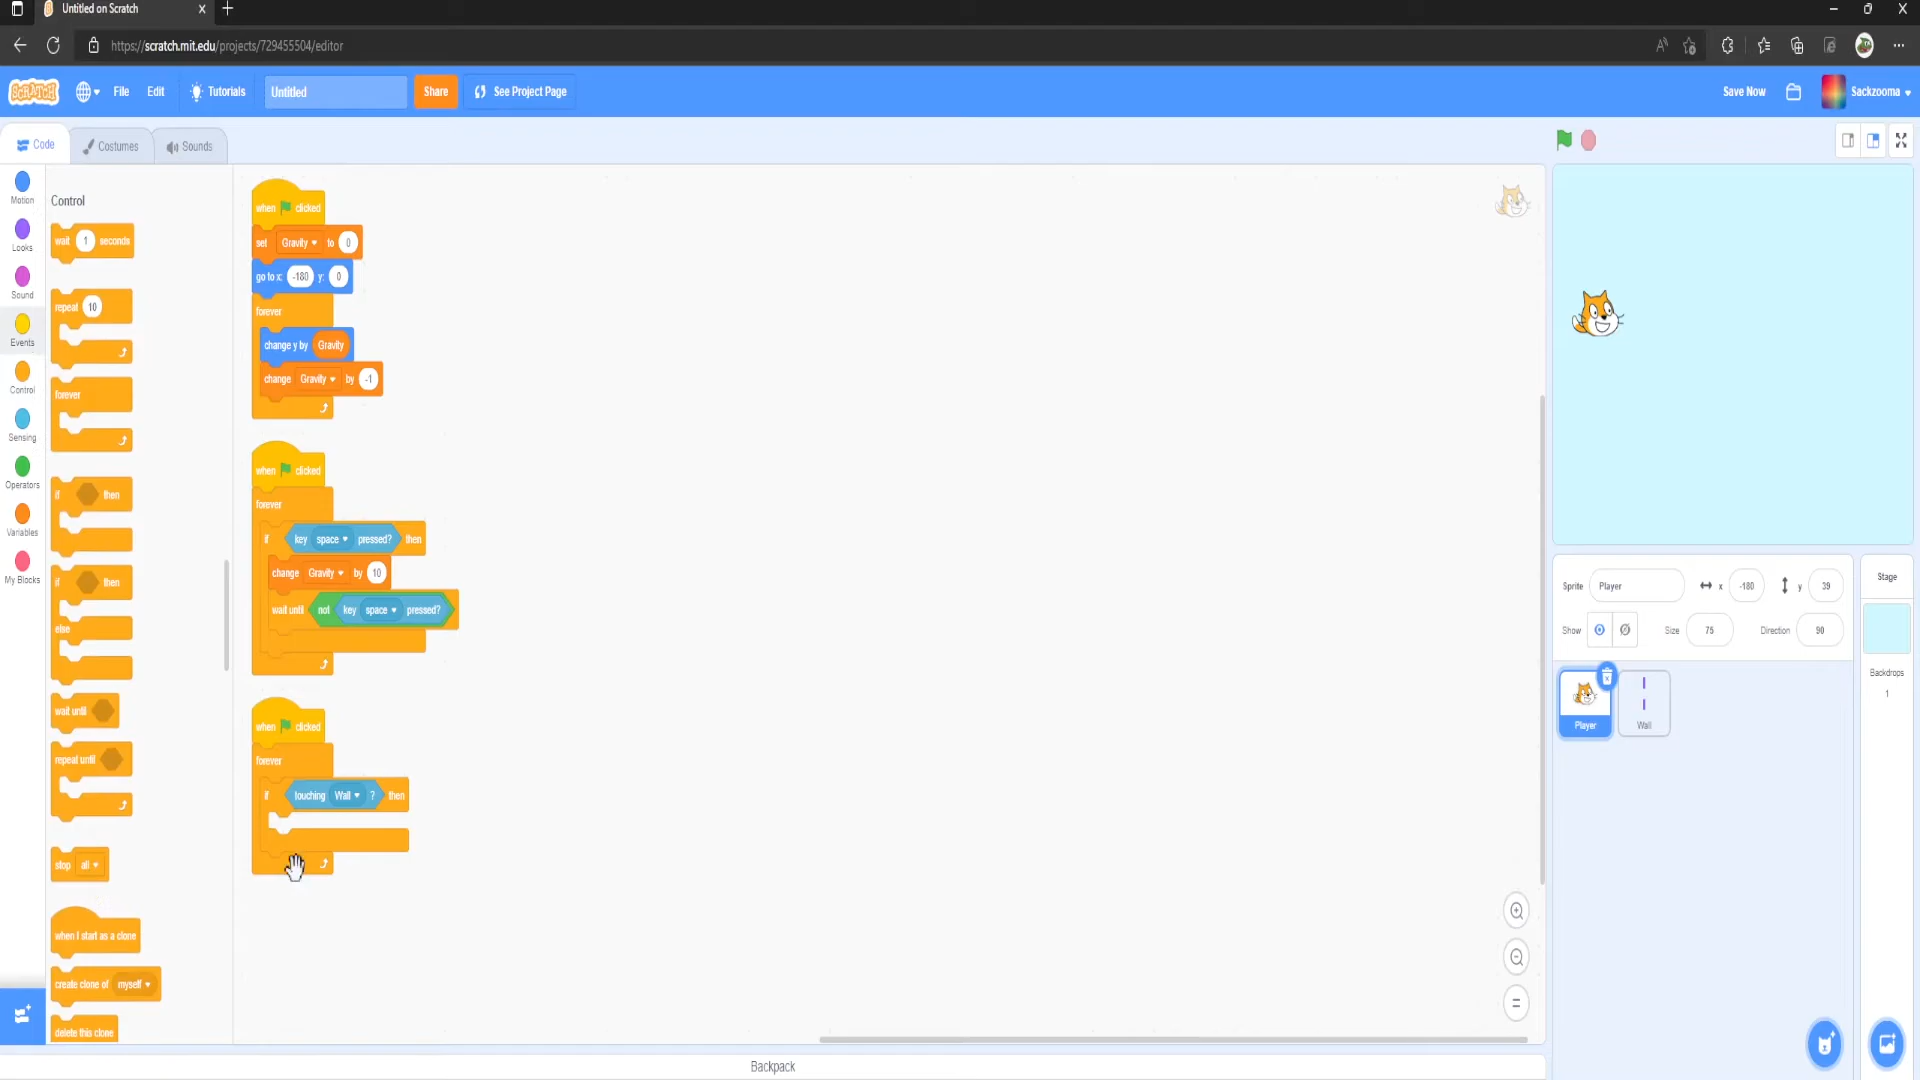 Untitled on Scratch
https://scratch.mit.edu/projects/729455504/editor
SCRATCH File Edit Tutorials Untitled Share See Project Page Save Now Sackzooma
Code Costumes Sounds
Motion
Looks
Sound
Events
Control
Sensing
Operators
Variables
My Blocks
Control
wait 1 seconds
repeat 10
forever
if then
if then
else
wait until
repeat until
stop all
when I start as a clone
create clone of myself
delete this clone
when clicked
set Gravity to 0
go to x: -180 y: 0
forever
change y by Gravity
change Gravity by -1
when clicked
forever
if key space pressed? then
change Gravity by 10
wait until not key space pressed?
when clicked
forever
if touching Wall ? then
Sprite Player x -180 y 39
Show Size 75 Direction 90
Player
Wall
Stage
Backdrops
1
Backpack